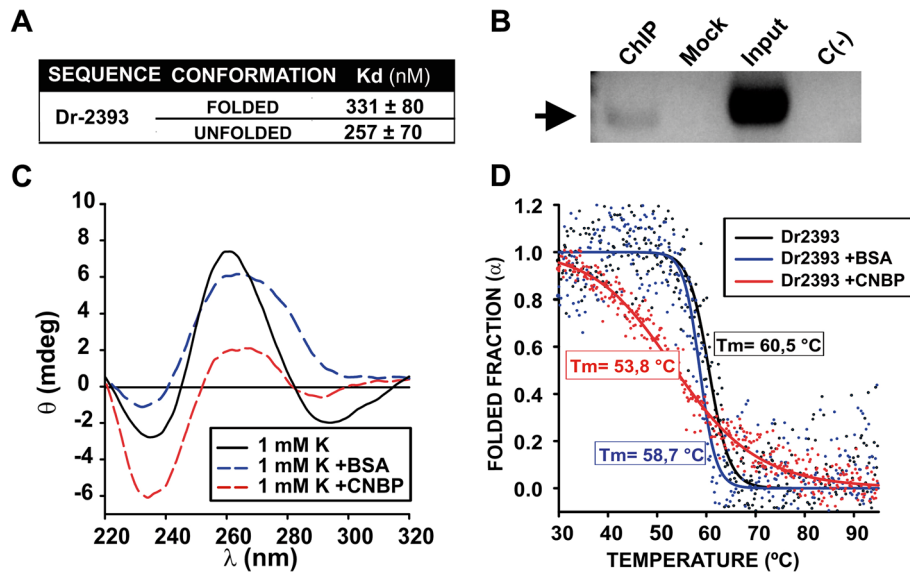 A
SEQUENCE CONFORMATION Kd (nM)
Dr-2393
FOLDED 331 ± 80
UNFOLDED 257 ± 70
B
ChIP Mock Input C(-)
C
θ (mdeg)
10
8
6
4
2
0
-2
-4
-6
220 240 260 280 300 320
λ (nm)
1 mM K
1 mM K +BSA
1 mM K +CNBP
D
FOLDED FRACTION (α)
1.2
1.0
0.8
0.6
0.4
0.2
0.0
30 40 50 60 70 80 90
TEMPERATURE (ºC)
Dr2393
Dr2393 +BSA
Dr2393 +CNBP
Tm= 60,5 °C
Tm= 53,8 °C
Tm= 58,7 °C